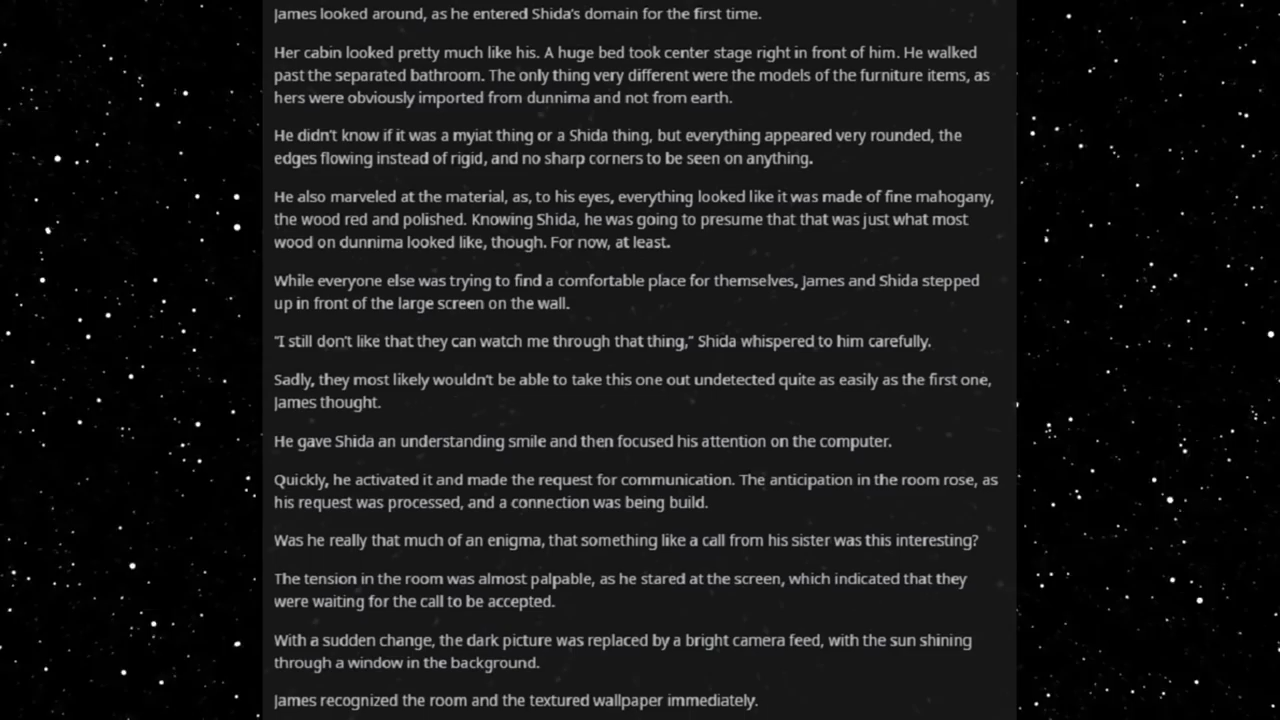 James looked around, as he entered Shida's domain for the first time.
Her cabin looked pretty much like his. A huge bed took center stage right in front of him. He walked
past the separated bathroom. The only thing very different were the models of the furniture items, as
hers were obviously imported from dunnima and not from earth.
He didn't know if it was a myiat thing or a Shida thing, but everything appeared very rounded, the
edges flowing instead of rigid, and no sharp corners to be seen on anything.
He also marveled at the material, as, to his eyes, everything looked like it was made of fine mahogany,
the wood red and polished. Knowing Shida, he was going to presume that that was just what most
wood on dunnima looked like, though. For now, at least.
While everyone else was trying to find a comfortable place for themselves, James and Shida stepped
up in front of the large screen on the wall.
"I still don't like that they can watch me through that thing," Shida whispered to him carefully.
Sadly, they most likely wouldn't be able to take this one out undetected quite as easily as the first one,
James thought.
He gave Shida an understanding smile and then focused his attention on the computer.
Quickly, he activated it and made the request for communication. The anticipation in the room rose, as
his request was processed, and a connection was being build.
Was he really that much of an enigma, that something like a call from his sister was this interesting?
The tension in the room was almost palpable, as he stared at the screen, which indicated that they
were waiting for the call to be accepted.
With a sudden change, the dark picture was replaced by a bright camera feed, with the sun shining
through a window in the background.
James recognized the room and the textured wallpaper immediately.